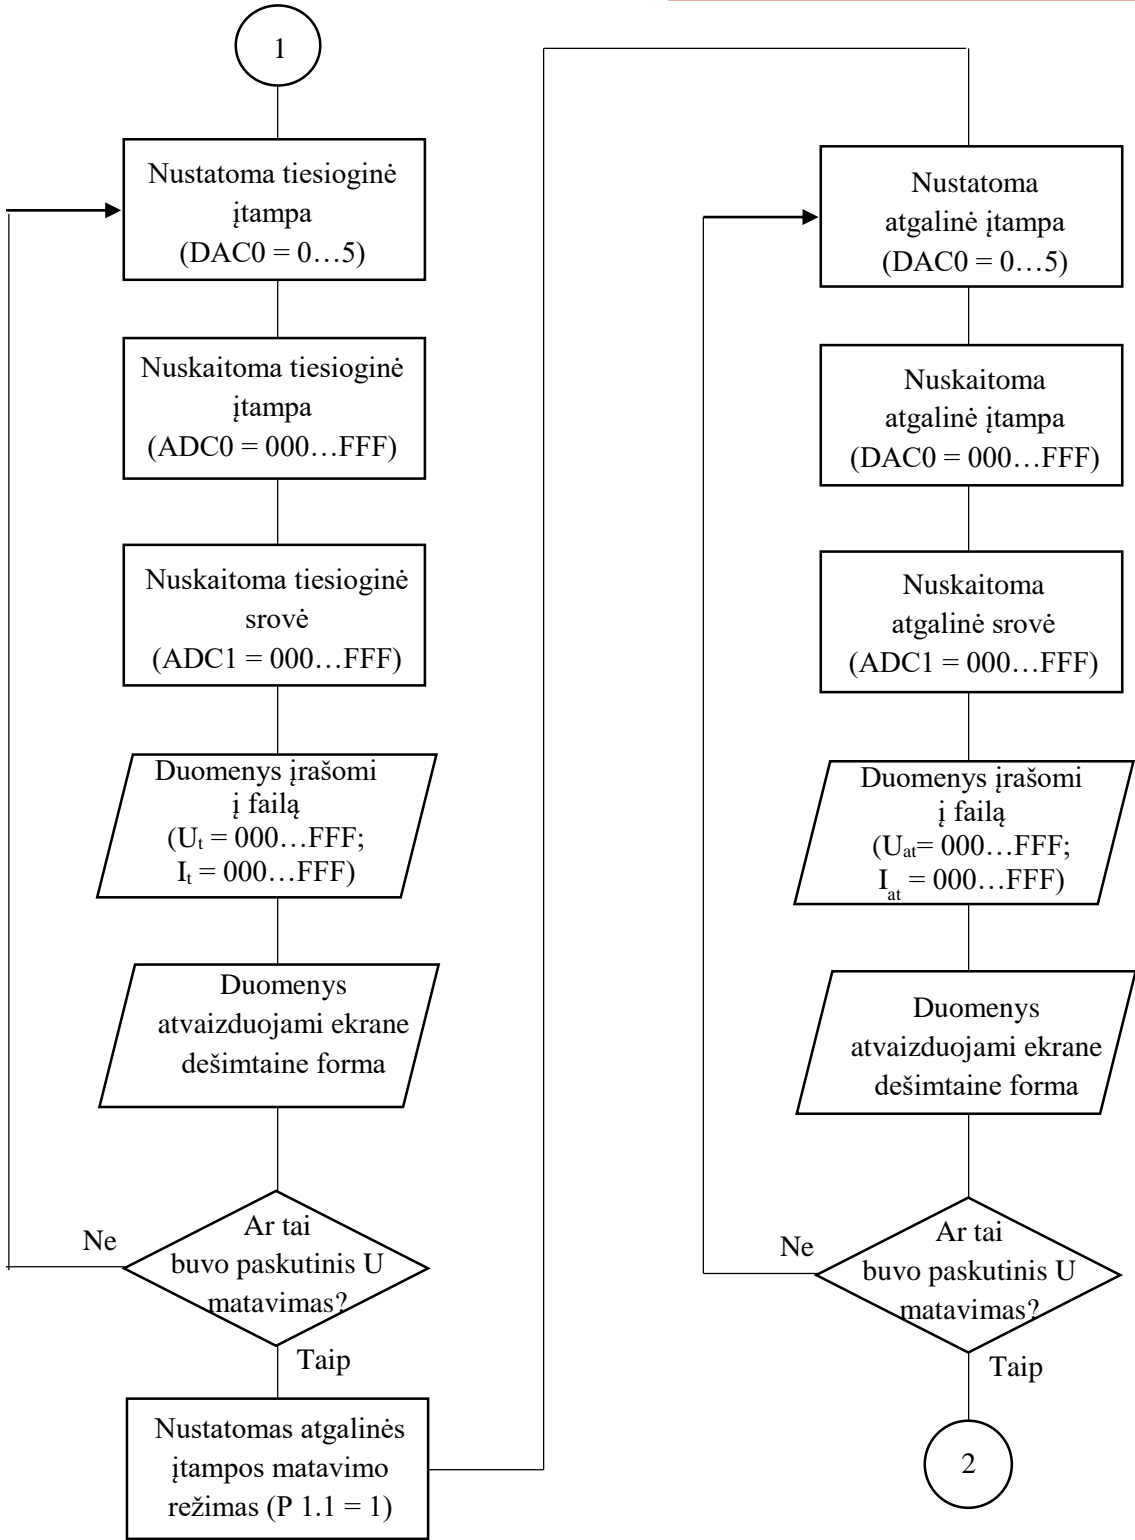 1
Nustatoma tiesioginė
įtampa
(DAC0 = 0…5)
Nuskaitoma tiesioginė
įtampa
(ADC0 = 000…FFF)
Nuskaitoma tiesioginė
srovė
(ADC1 = 000…FFF)
Duomenys įrašomi
į failą
(Uₜ = 000…FFF;
Iₜ = 000…FFF)
Duomenys
atvaizduojami ekrane
dešimtaine forma
Ne
Ar tai
buvo paskutinis U
matavimas?
Taip
Nustatomas atgalinės
įtampos matavimo
režimas (P 1.1 = 1)
Nustatoma
atgalinė įtampa
(DAC0 = 0…5)
Nuskaitoma
atgalinė įtampa
(DAC0 = 000…FFF)
Nuskaitoma
atgalinė srovė
(ADC1 = 000…FFF)
Duomenys įrašomi
į failą
(Uₐₜ= 000…FFF;
Iₐₜ = 000…FFF)
Duomenys
atvaizduojami ekrane
dešimtaine forma
Ne
Ar tai
buvo paskutinis U
matavimas?
Taip
2